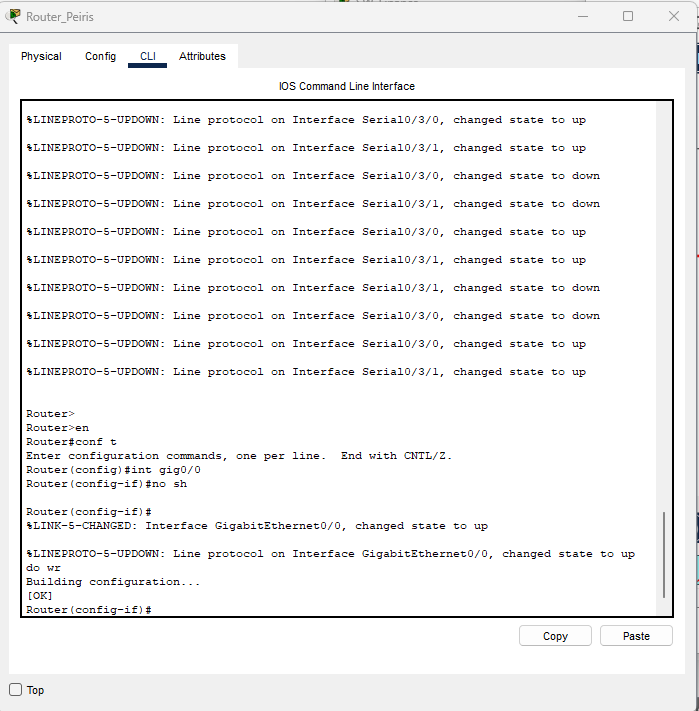 Router_Peiris
Physical Config CLI Attributes
IOS Command Line Interface
%LINEPROTO-5-UPDOWN: Line protocol on Interface Serial0/3/0, changed state to up
%LINEPROTO-5-UPDOWN: Line protocol on Interface Serial0/3/1, changed state to up
%LINEPROTO-5-UPDOWN: Line protocol on Interface Serial0/3/0, changed state to down
%LINEPROTO-5-UPDOWN: Line protocol on Interface Serial0/3/1, changed state to down
%LINEPROTO-5-UPDOWN: Line protocol on Interface Serial0/3/0, changed state to up
%LINEPROTO-5-UPDOWN: Line protocol on Interface Serial0/3/1, changed state to up
%LINEPROTO-5-UPDOWN: Line protocol on Interface Serial0/3/1, changed state to down
%LINEPROTO-5-UPDOWN: Line protocol on Interface Serial0/3/0, changed state to down
%LINEPROTO-5-UPDOWN: Line protocol on Interface Serial0/3/0, changed state to up
%LINEPROTO-5-UPDOWN: Line protocol on Interface Serial0/3/1, changed state to up
Router>
Router>en
Router#conf t
Enter configuration commands, one per line.  End with CNTL/Z.
Router(config)#int gig0/0
Router(config-if)#no sh
Router(config-if)#
%LINK-5-CHANGED: Interface GigabitEthernet0/0, changed state to up
%LINEPROTO-5-UPDOWN: Line protocol on Interface GigabitEthernet0/0, changed state to up
do wr
Building configuration...
[OK]
Router(config-if)#
Copy Paste
Top